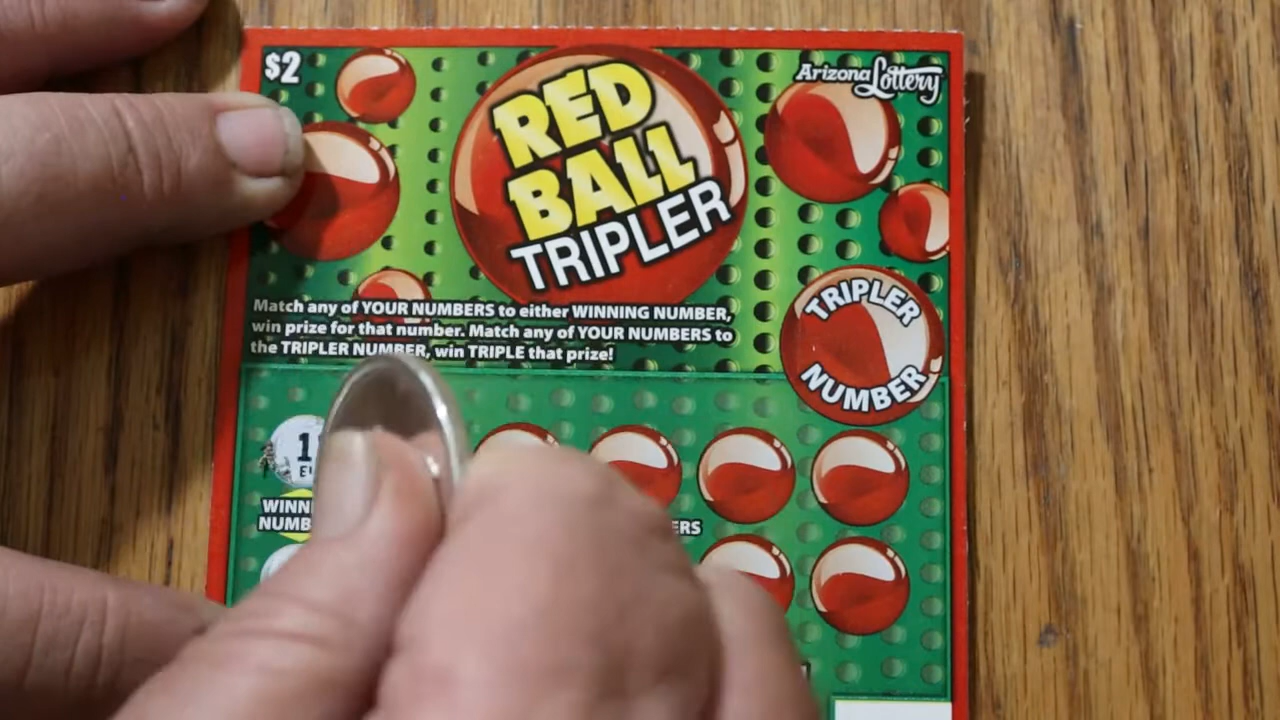 $2
Arizona Lottery
RED
BALL
TRIPLER
Match any of YOUR NUMBERS to either WINNING NUMBER,
win prize for that number. Match any of YOUR NUMBERS to
the TRIPLER NUMBER, win TRIPLE that prize!
TRIPLER
NUMBER